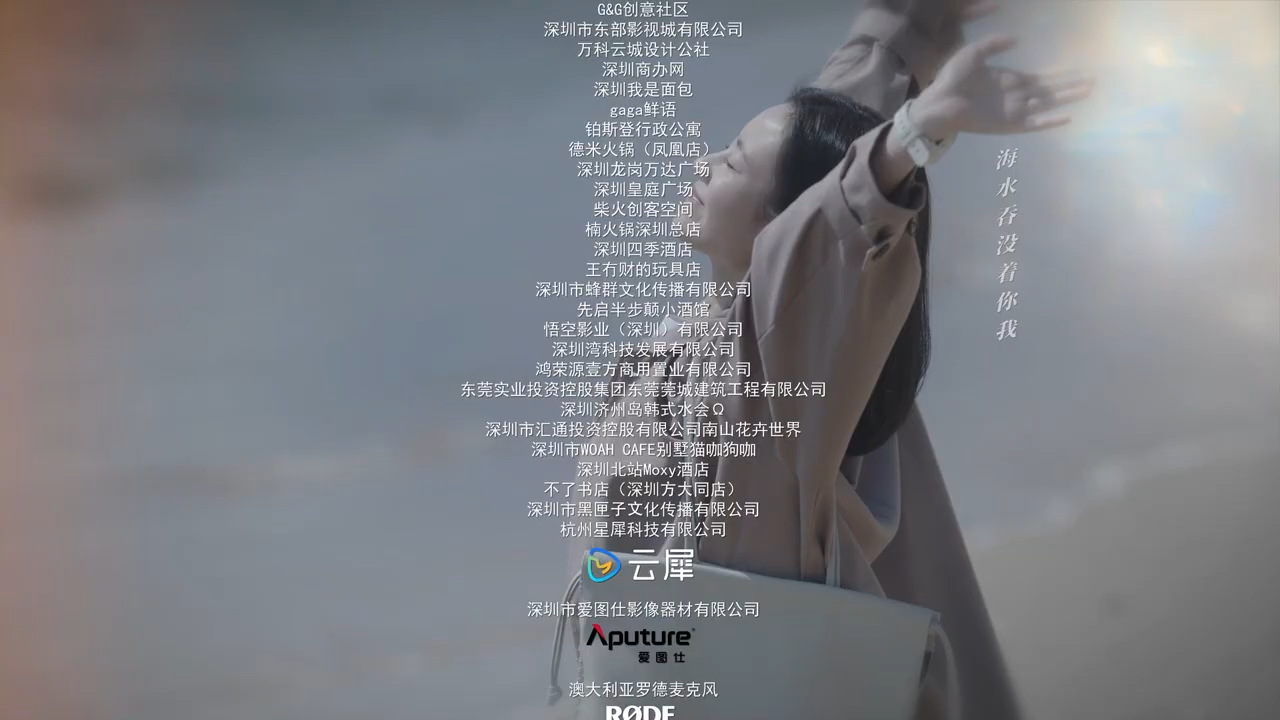 G&G创意社区
深圳市东部影视城有限公司
万科云城设计公社
深圳商办网
深圳我是面包
gaga鲜语
铂斯登行政公寓
德米火锅（凤凰店）
深圳龙岗万达广场
深圳皇庭广场
柴火创客空间
楠火锅深圳总店
深圳四季酒店
王冇财的玩具店
深圳市蜂群文化传播有限公司
先启半步颠小酒馆
悟空影业（深圳）有限公司
深圳湾科技发展有限公司
鸿荣源壹方商用置业有限公司
东莞实业投资控股集团东莞莞城建筑工程有限公司
深圳济州岛韩式水会Ω
深圳市汇通投资控股有限公司南山花卉世界
深圳市WOAH CAFE别墅猫咖狗咖
深圳北站Moxy酒店
不了书店（深圳方大同店）
深圳市黑匣子文化传播有限公司
杭州星犀科技有限公司
云犀
深圳市爱图仕影像器材有限公司
Aputure®
爱图仕
澳大利亚罗德麦克风
RØDE
海水吞没着你我